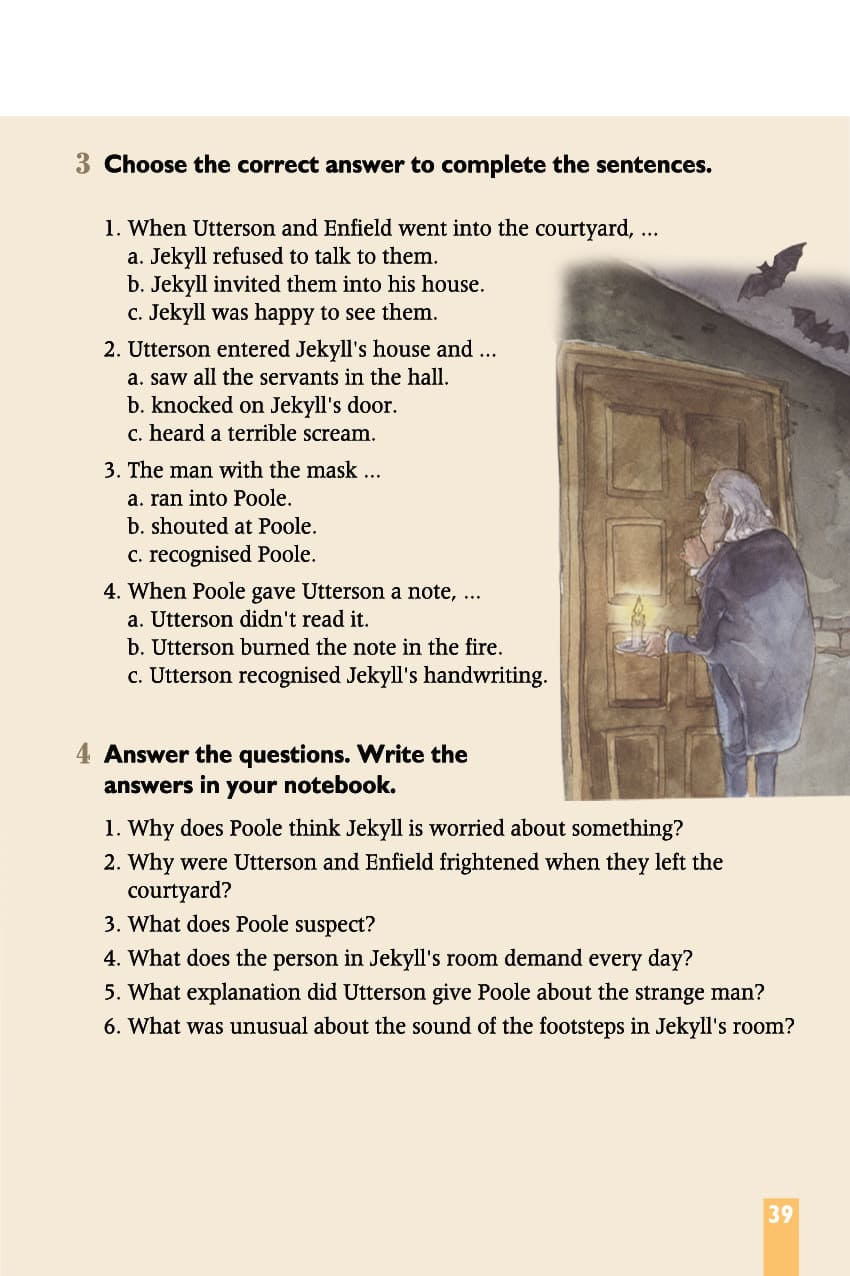 3 Choose the correct answer to complete the sentences.
1. When Utterson and Enfield went into the courtyard, ...
a. Jekyll refused to talk to them.
b. Jekyll invited them into his house.
c. Jekyll was happy to see them.
2. Utterson entered Jekyll's house and ...
a. saw all the servants in the hall.
b. knocked on Jekyll's door.
c. heard a terrible scream.
3. The man with the mask ...
a. ran into Poole.
b. shouted at Poole.
c. recognised Poole.
4. When Poole gave Utterson a note, ...
a. Utterson didn't read it.
b. Utterson burned the note in the fire.
c. Utterson recognised Jekyll's handwriting.
4 Answer the questions. Write the
answers in your notebook.
1. Why does Poole think Jekyll is worried about something?
2. Why were Utterson and Enfield frightened when they left the
courtyard?
3. What does Poole suspect?
4. What does the person in Jekyll's room demand every day?
5. What explanation did Utterson give Poole about the strange man?
6. What was unusual about the sound of the footsteps in Jekyll's room?
39